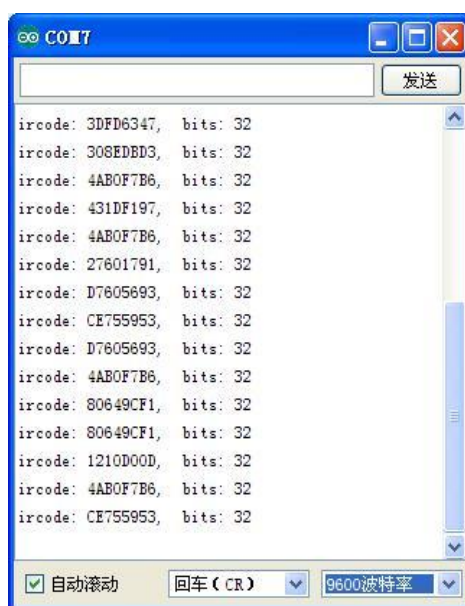 COM7
发送
ircode: 3DFD6347, bits: 32
ircode: 308EDBD3, bits: 32
ircode: 4AB0F7B6, bits: 32
ircode: 431DF197, bits: 32
ircode: 4AB0F7B6, bits: 32
ircode: 27601791, bits: 32
ircode: D7605693, bits: 32
ircode: CE755953, bits: 32
ircode: D7605693, bits: 32
ircode: 4AB0F7B6, bits: 32
ircode: 80649CF1, bits: 32
ircode: 80649CF1, bits: 32
ircode: 1210D00D, bits: 32
ircode: 4AB0F7B6, bits: 32
ircode: CE755953, bits: 32
自动滚动 回车(CR) 9600波特率